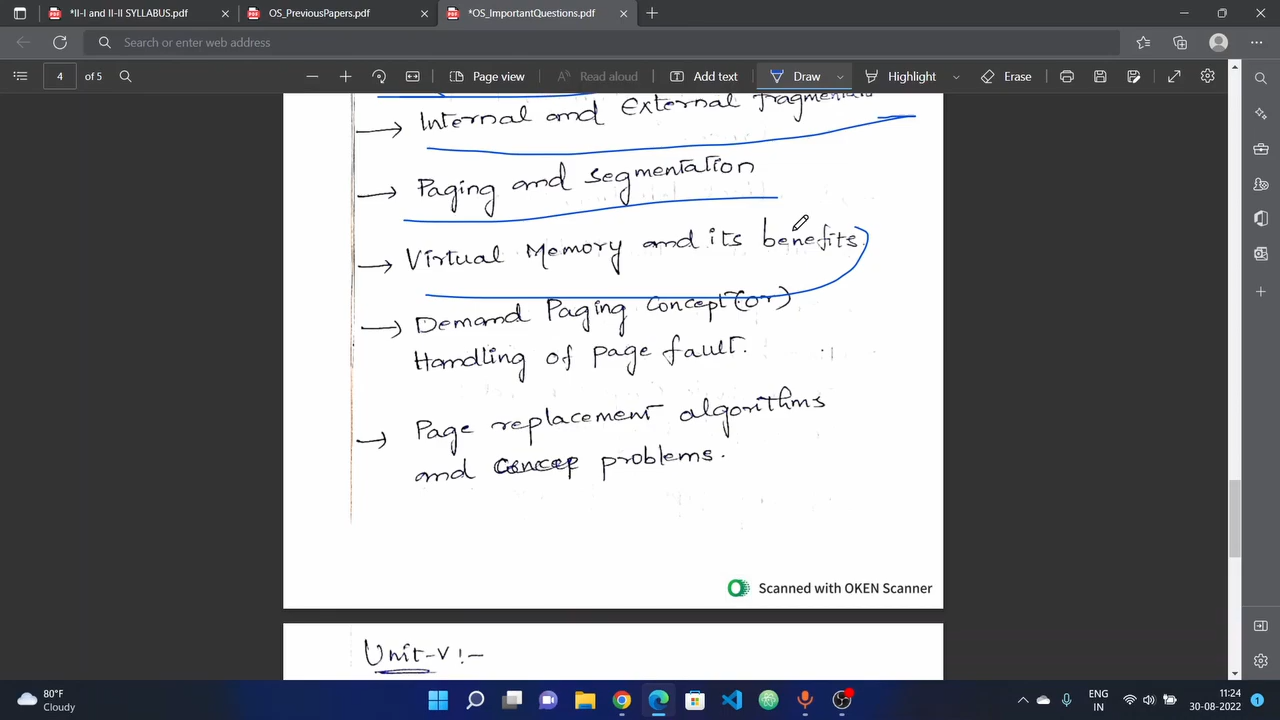 *II-I and II-II SYLLABUS.pdf
OS_PreviousPapers.pdf
*OS_ImportantQuestions.pdf
Search or enter web address
4 of 5
Page view
Read aloud
Add text
Draw
Highlight
Erase
Internal and External fragmentation
Paging and segmentation
Virtual Memory and its benefits.
Demand Paging concept (or)
Handling of page fault.
Page replacement algorithms
and problems.
Scanned with OKEN Scanner
Unit-V :-
80°F
Cloudy
ENG
IN
11:24
30-08-2022
1